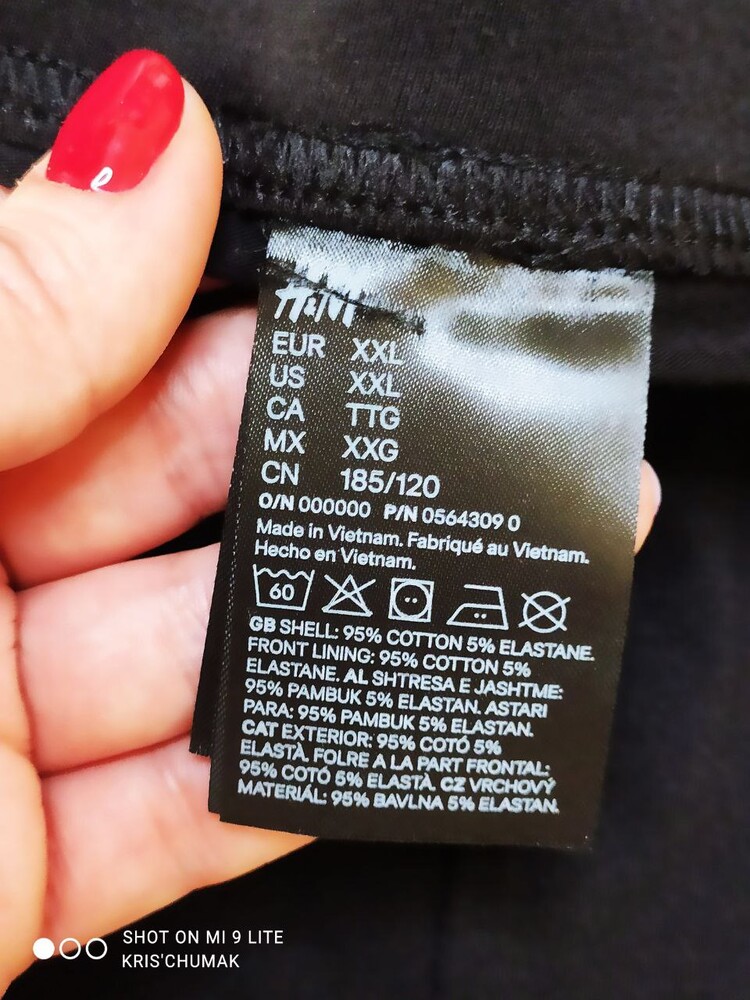 H&M
EUR XXL
US XXL
CA TTG
MX XXG
CN 185/120
O/N 000000 P/N 0564309 0
Made in Vietnam. Fabriqué au Vietnam.
Hecho en Vietnam.
60
GB SHELL: 95% COTTON 5% ELASTANE.
FRONT LINING: 95% COTTON 5%
ELASTANE. AL SHTRESA E JASHTME:
95% PAMBUK 5% ELASTAN. ASTARI
PARA: 95% PAMBUK 5% ELASTAN.
CAT EXTERIOR: 95% COTÓ 5%
ELASTÀ. FOLRE A LA PART FRONTAL:
95% COTÓ 5% ELASTÀ. CZ VRCHOVÝ
MATERIÁL: 95% BAVLNA 5% ELASTAN.
SHOT ON MI 9 LITE
KRIS'CHUMAK